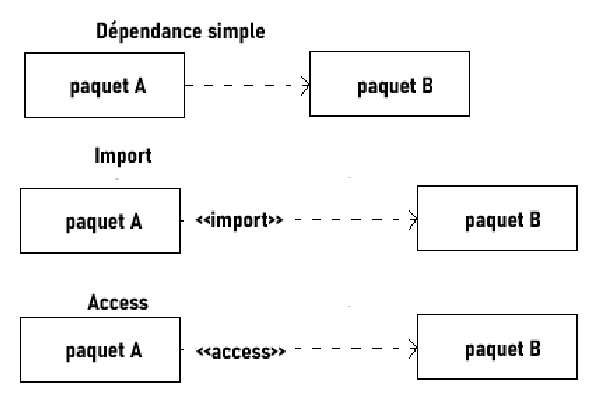 Dépendance simple
paquet A
paquet B
Import
paquet A
<<import>>
paquet B
Access
paquet A
<<access>>
paquet B